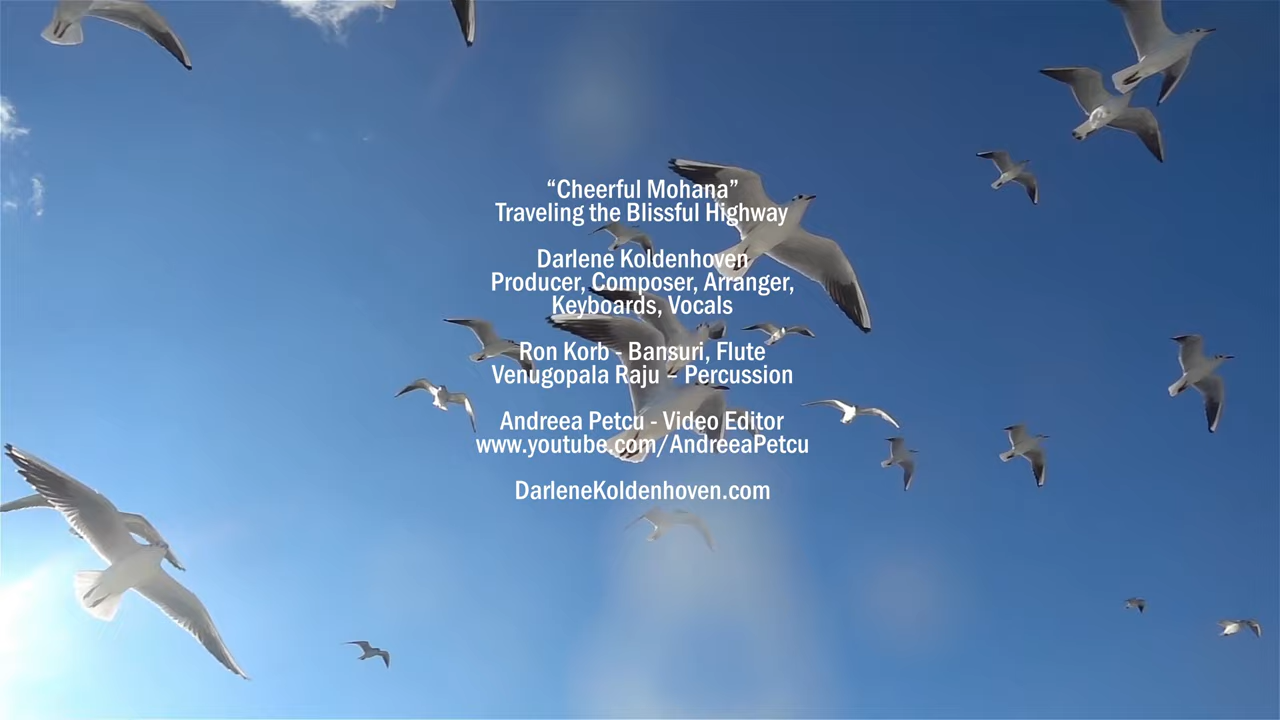 “Cheerful Mohana”
Traveling the Blissful Highway
Darlene Koldenhoven
Producer, Composer, Arranger,
Keyboards, Vocals
Ron Korb - Bansuri, Flute
Venugopala Raju – Percussion
Andreea Petcu - Video Editor
www.youtube.com/AndreeaPetcu
DarleneKoldenhoven.com